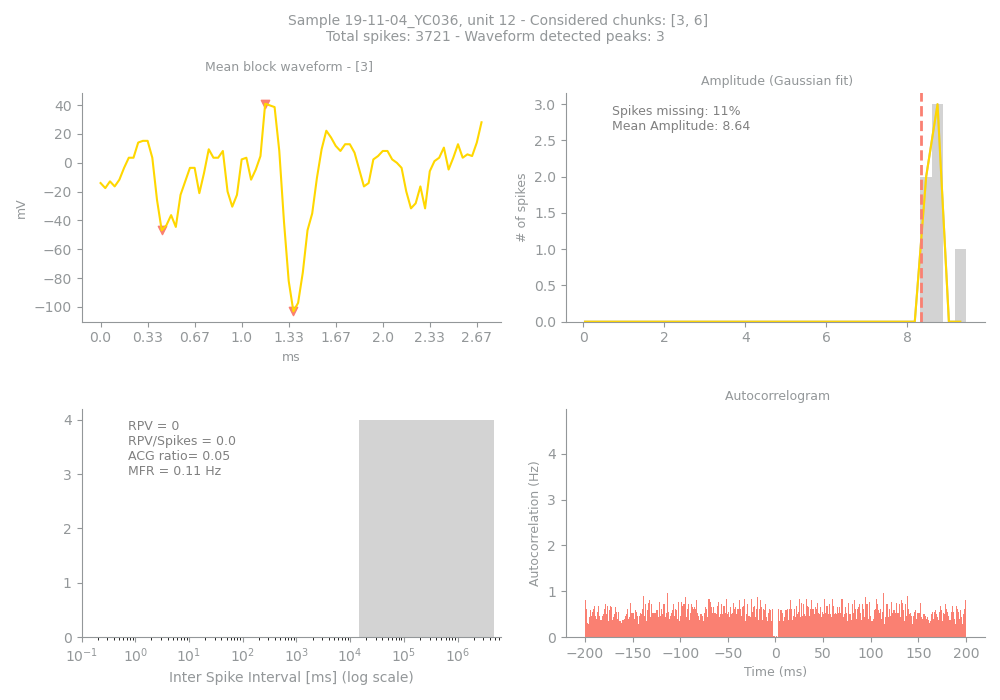 Sample 19-11-04_YC036, unit 12 - Considered chunks: [3, 6]
Total spikes: 3721 - Waveform detected peaks: 3
Mean block waveform - [3]
40
20
0
−20
−40
−60
−80
−100
mV
0.0 0.33 0.67 1.0 1.33 1.67 2.0 2.33 2.67
ms
Amplitude (Gaussian fit)
Spikes missing: 11%
Mean Amplitude: 8.64
3.0
2.5
2.0
1.5
1.0
0.5
0.0
# of spikes
0 2 4 6 8
RPV = 0
RPV/Spikes = 0.0
ACG ratio= 0.05
MFR = 0.11 Hz
4
3
2
1
0
10⁻¹ 10⁰ 10¹ 10² 10³ 10⁴ 10⁵ 10⁶
Inter Spike Interval [ms] (log scale)
Autocorrelogram
4
3
2
1
0
Autocorrelation (Hz)
−200 −150 −100 −50 0 50 100 150 200
Time (ms)